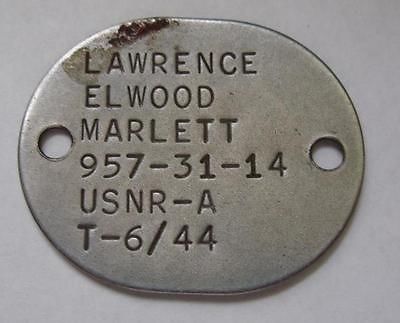 LAWRENCE
ELWOOD
MARLETT
957-31-14
USNR-A
T-6/44